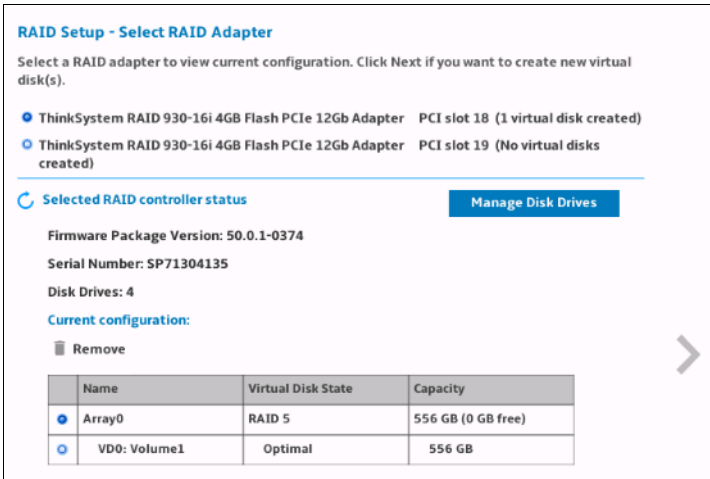 RAID Setup - Select RAID Adapter
Select a RAID adapter to view current configuration. Click Next if you want to create new virtual
disk(s).
ThinkSystem RAID 930-16i 4GB Flash PCIe 12Gb Adapter PCI slot 18 (1 virtual disk created)
ThinkSystem RAID 930-16i 4GB Flash PCIe 12Gb Adapter PCI slot 19 (No virtual disks
created)
Selected RAID controller status Manage Disk Drives
Firmware Package Version: 50.0.1-0374
Serial Number: SP71304135
Disk Drives: 4
Current configuration:
Remove
Name Virtual Disk State Capacity
Array0 RAID 5 556 GB (0 GB free)
VD0: Volume1 Optimal 556 GB